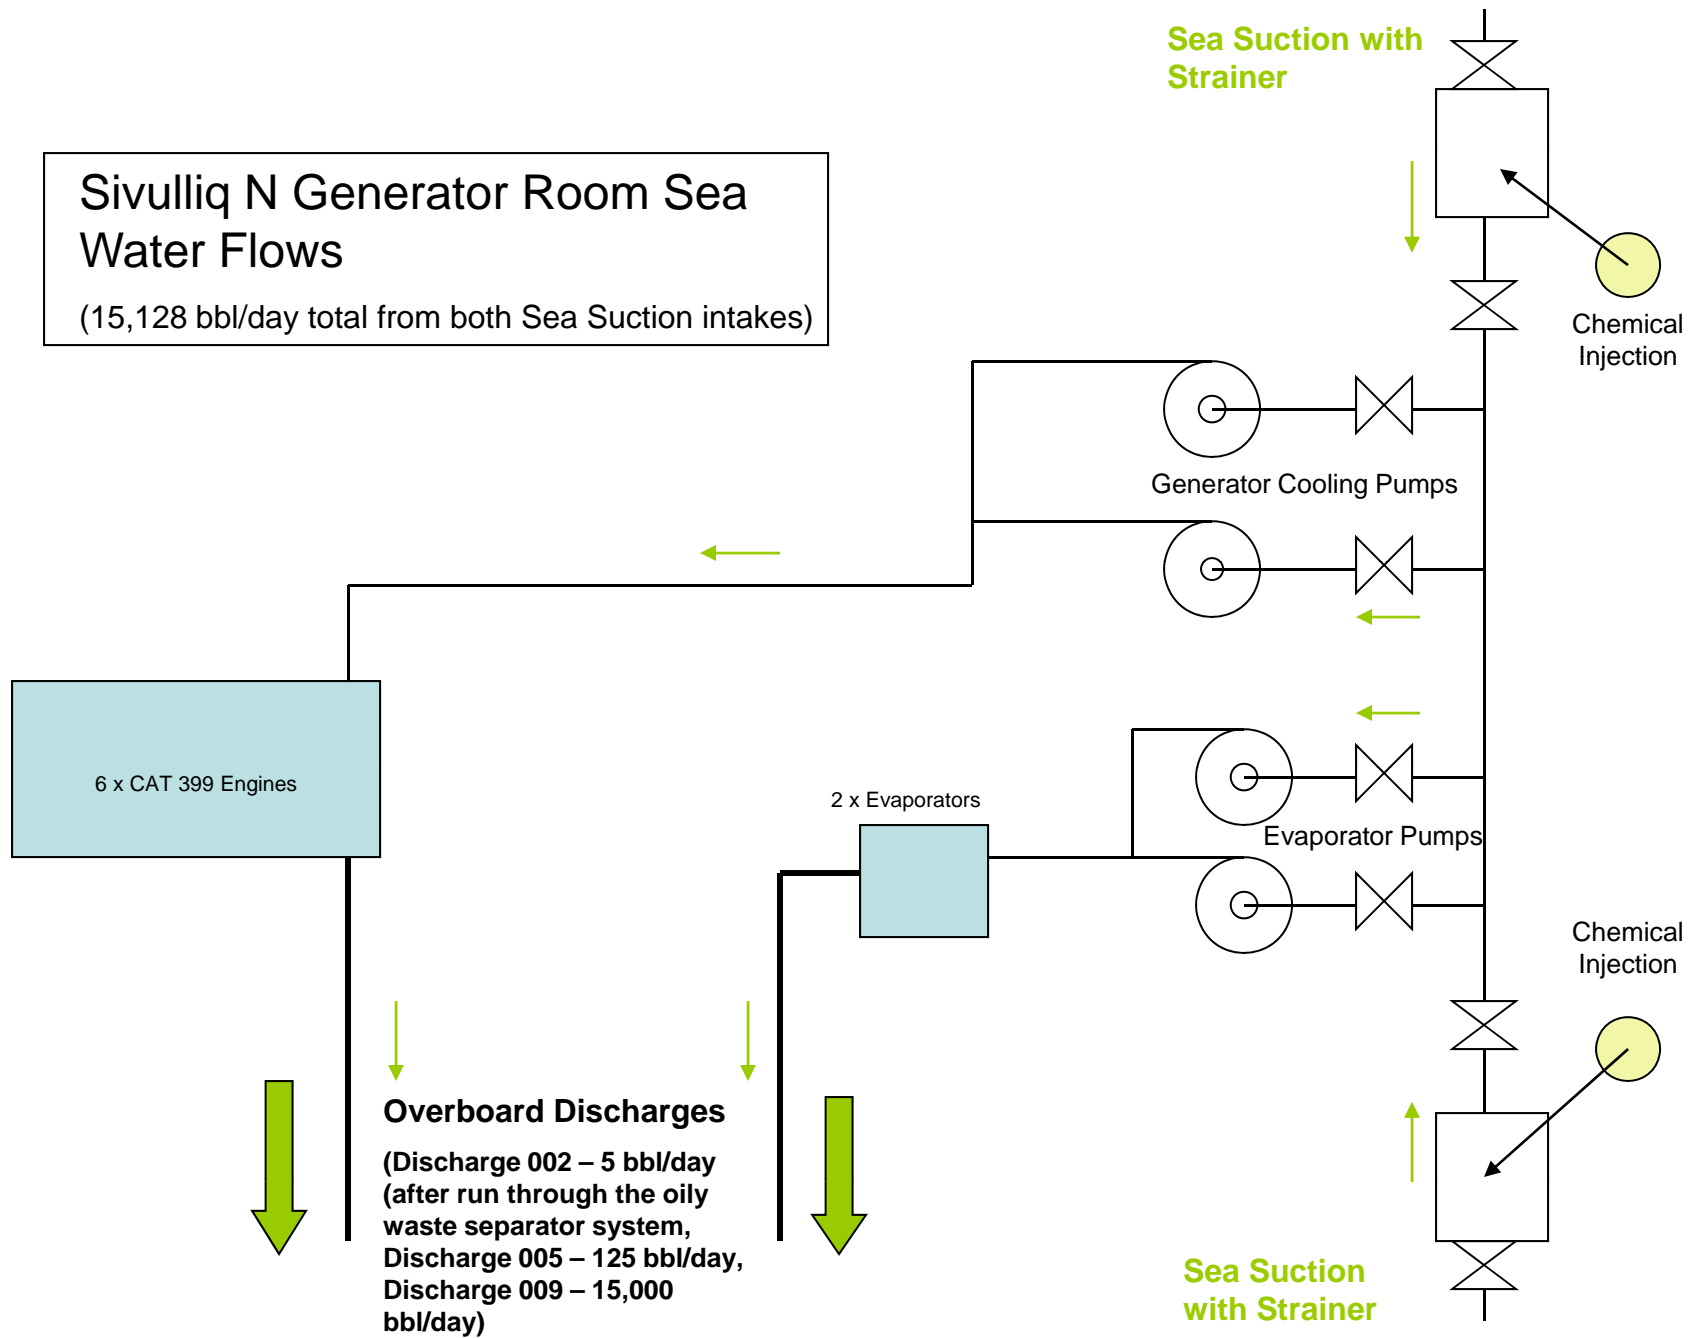 Sea Suction with
Strainer
Sivulliq N Generator Room Sea
Water Flows
(15,128 bbl/day total from both Sea Suction intakes)
Chemical
Injection
Generator Cooling Pumps
6 x CAT 399 Engines
2 x Evaporators
Evaporator Pumps
Chemical
Injection
Overboard Discharges
(Discharge 002 – 5 bbl/day
(after run through the oily
waste separator system,
Discharge 005 – 125 bbl/day,
Discharge 009 – 15,000
bbl/day)
Sea Suction
with Strainer